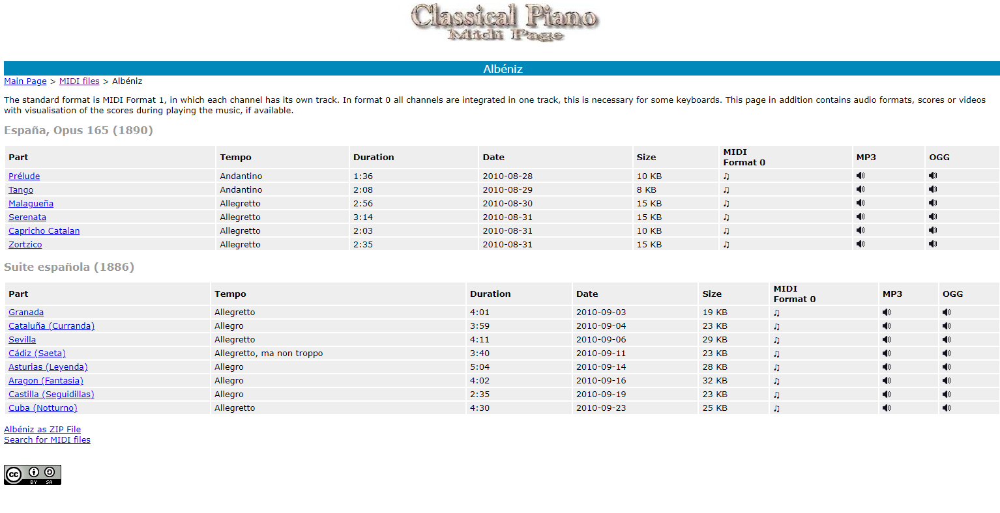 Classical Piano
Midi Page
Albéniz
Main Page > MIDI files > Albéniz
The standard format is MIDI Format 1, in which each channel has its own track. In format 0 all channels are integrated in one track, this is necessary for some keyboards. This page in addition contains audio formats, scores or videos
with visualisation of the scores during playing the music, if available.
España, Opus 165 (1890)
Part Tempo Duration Date Size MIDI Format 0 MP3 OGG
Prélude Andantino 1:36 2010-08-28 10 KB ♫
Tango Andantino 2:08 2010-08-29 8 KB ♫
Malagueña Allegretto 2:56 2010-08-30 15 KB ♫
Serenata Allegretto 3:14 2010-08-31 15 KB ♫
Capricho Catalan Allegretto 2:03 2010-08-31 10 KB ♫
Zortzico Allegretto 2:35 2010-08-31 15 KB ♫
Suite española (1886)
Part Tempo Duration Date Size MIDI Format 0 MP3 OGG
Granada Allegretto 4:01 2010-09-03 19 KB ♫
Cataluña (Curranda) Allegro 3:59 2010-09-04 23 KB ♫
Sevilla Allegretto 4:11 2010-09-06 29 KB ♫
Cádiz (Saeta) Allegretto, ma non troppo 3:40 2010-09-11 23 KB ♫
Asturias (Leyenda) Allegro 5:04 2010-09-14 28 KB ♫
Aragon (Fantasia) Allegro 4:02 2010-09-16 32 KB ♫
Castilla (Seguidillas) Allegro 2:35 2010-09-19 23 KB ♫
Cuba (Notturno) Allegretto 4:30 2010-09-23 25 KB ♫
Albéniz as ZIP File
Search for MIDI files
cc BY SA